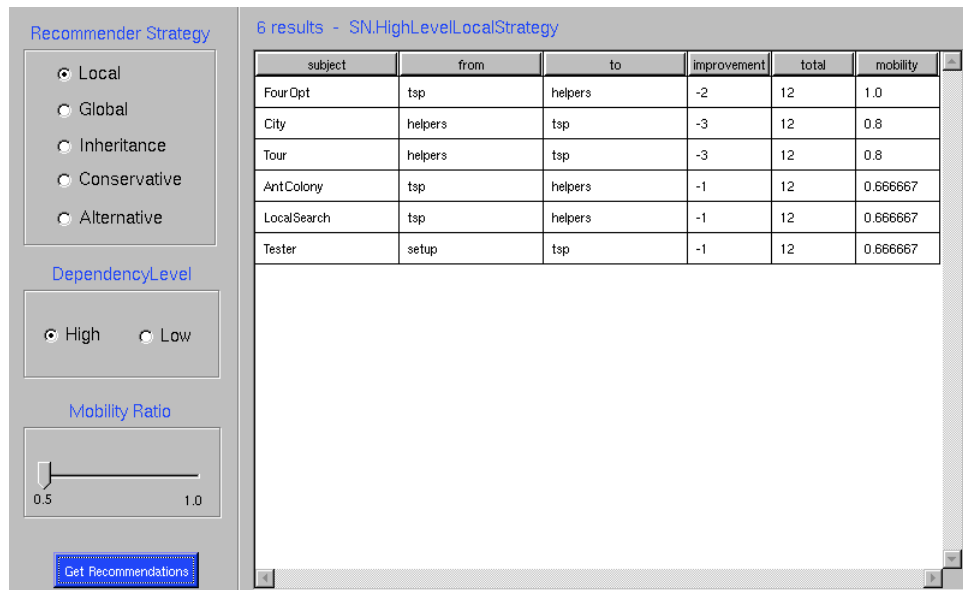 Recommender Strategy
Local
Global
Inheritance
Conservative
Alternative
DependencyLevel
High Low
Mobility Ratio
0.5 1.0
Get Recommendations
6 results - SN.HighLevelLocalStrategy
subject from to improvement total mobility
FourOpt tsp helpers -2 12 1.0
City helpers tsp -3 12 0.8
Tour helpers tsp -3 12 0.8
AntColony tsp helpers -1 12 0.666667
LocalSearch tsp helpers -1 12 0.666667
Tester setup tsp -1 12 0.666667